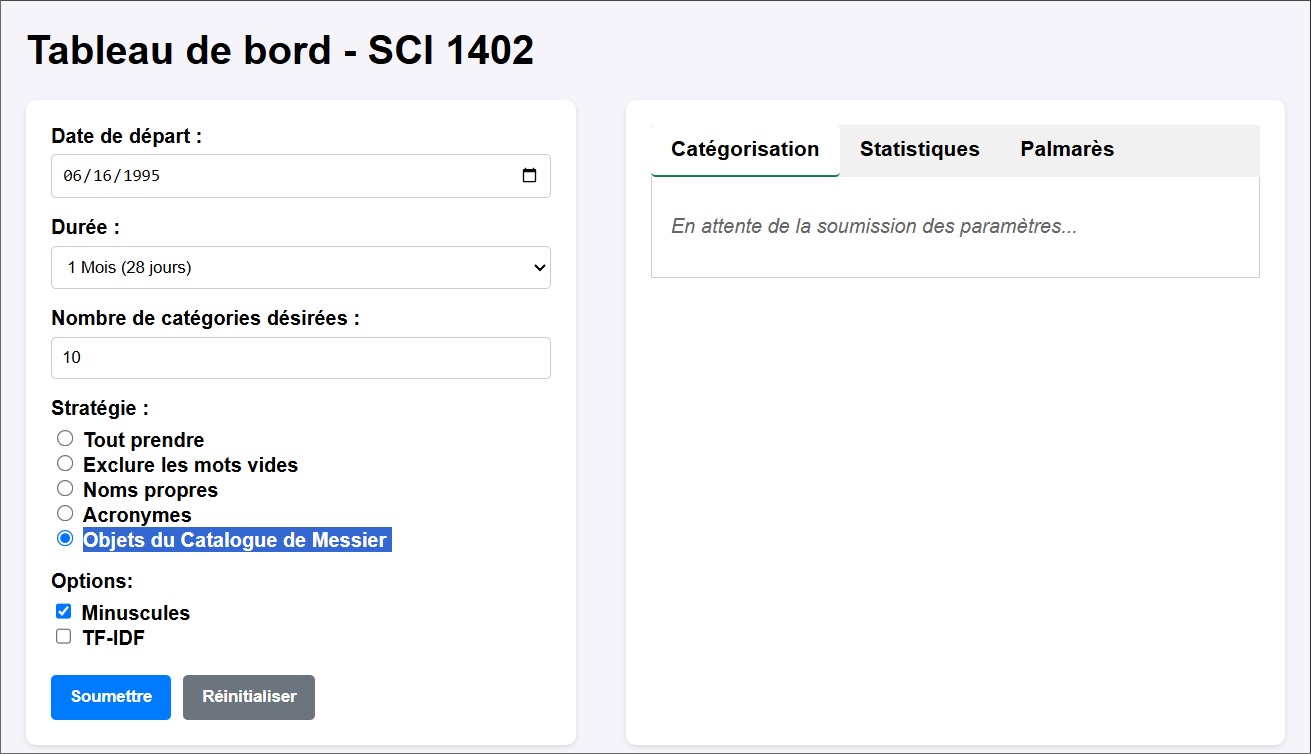 Tableau de bord - SCI 1402
Date de départ :
06/16/1995
Durée :
1 Mois (28 jours)
Nombre de catégories désirées :
10
Stratégie :
Tout prendre
Exclure les mots vides
Noms propres
Acronymes
Objets du Catalogue de Messier
Options:
Minuscules
TF-IDF
Soumettre Réinitialiser
Catégorisation Statistiques Palmarès
En attente de la soumission des paramètres...